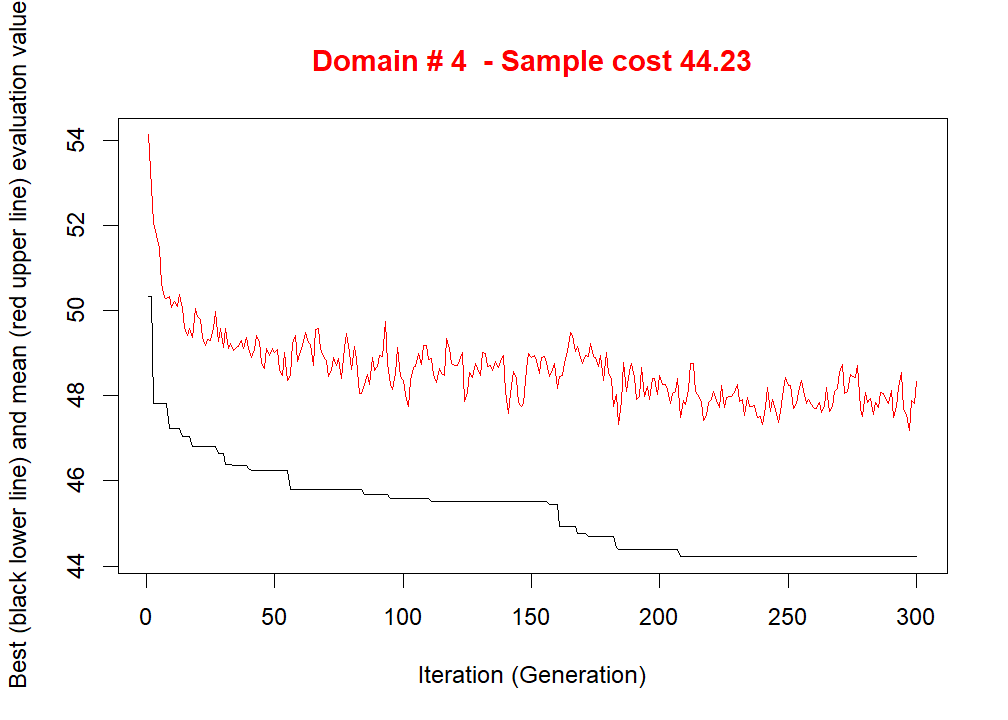 Domain # 4  - Sample cost 44.23
Best (black lower line) and mean (red upper line) evaluation value
54
52
50
48
46
44
0 50 100 150 200 250 300
Iteration (Generation)